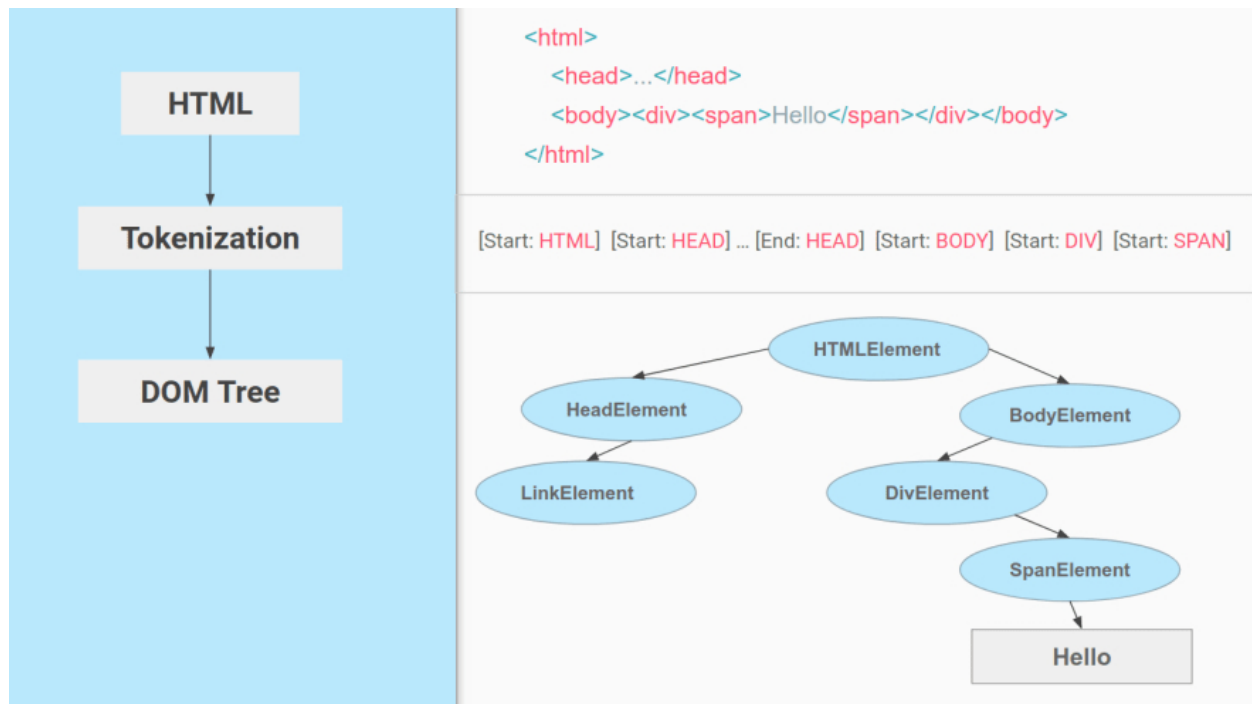 HTML
Tokenization
DOM Tree
<html>
<head>...</head>
<body><div><span>Hello</span></div></body>
</html>
[Start: HTML] [Start: HEAD] ... [End: HEAD] [Start: BODY] [Start: DIV] [Start: SPAN]
HTMLElement
HeadElement
BodyElement
LinkElement
DivElement
SpanElement
Hello